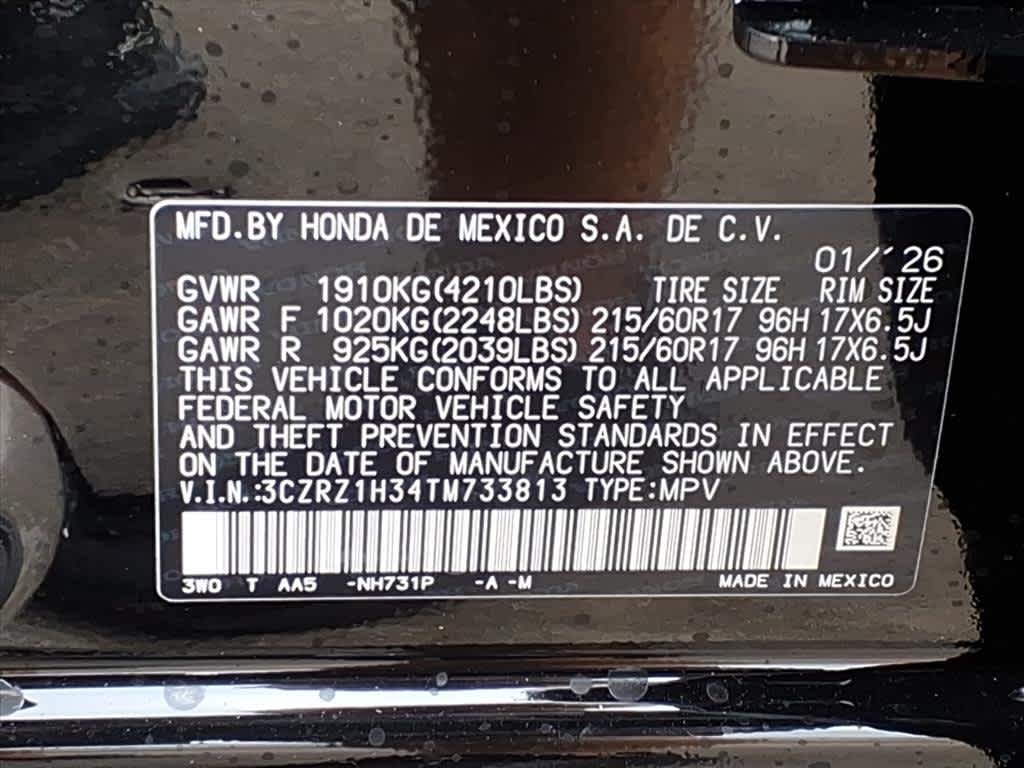 MFD.BY HONDA DE MEXICO S.A. DE C.V.
01/'26
GVWR 1910KG(4210LBS) TIRE SIZE RIM SIZE
GAWR F 1020KG(2248LBS) 215/60R17 96H 17X6.5J
GAWR R 925KG(2039LBS) 215/60R17 96H 17X6.5J
THIS VEHICLE CONFORMS TO ALL APPLICABLE
FEDERAL MOTOR VEHICLE SAFETY
AND THEFT PREVENTION STANDARDS IN EFFECT
ON THE DATE OF MANUFACTURE SHOWN ABOVE.
V.I.N.:3CZRZ1H34TM733813 TYPE:MPV
3W0 T AA5 -NH731P -A -M MADE IN MEXICO